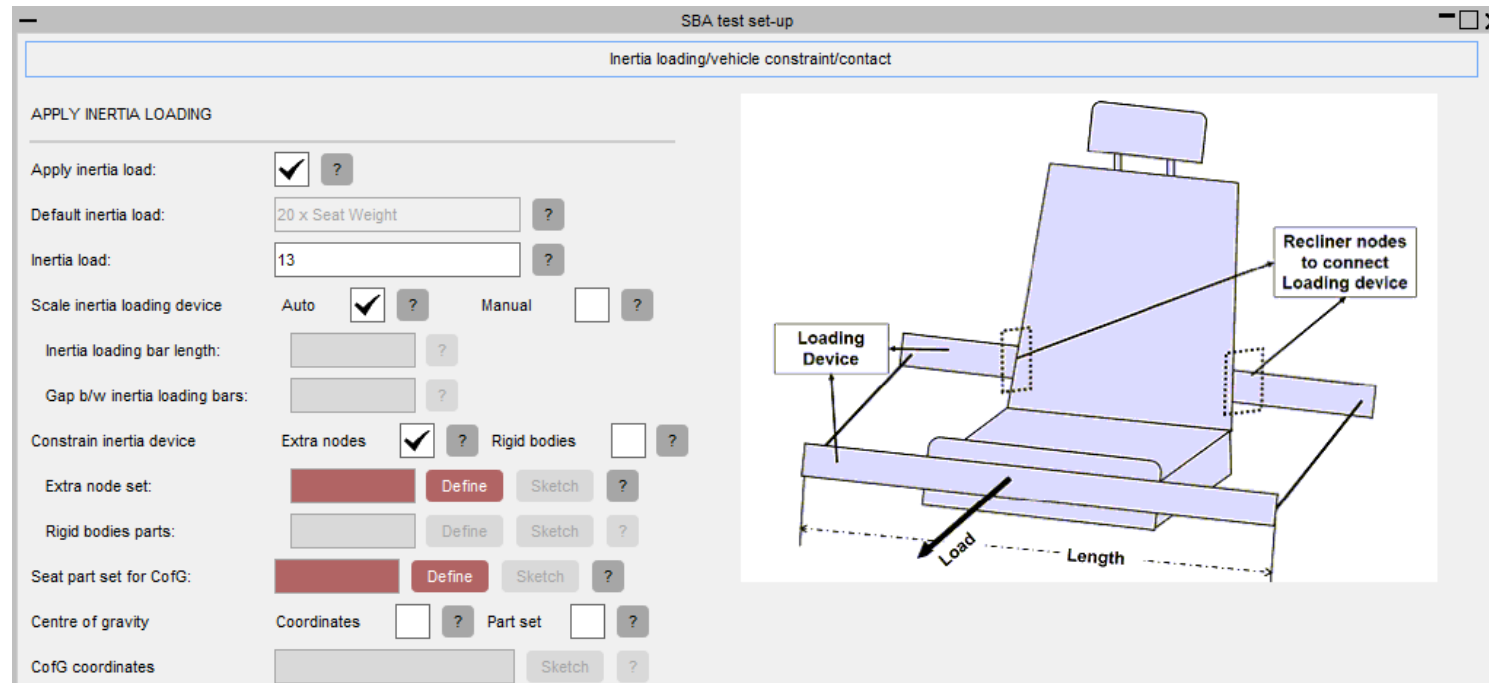 SBA test set-up
Inertia loading/vehicle constraint/contact
APPLY INERTIA LOADING
Apply inertia load: ?
Default inertia load: 20 x Seat Weight ?
Inertia load: 13 ?
Scale inertia loading device Auto ? Manual ?
Inertia loading bar length: ?
Gap b/w inertia loading bars: ?
Constrain inertia device Extra nodes ? Rigid bodies ?
Extra node set: Define Sketch ?
Rigid bodies parts: Define Sketch ?
Seat part set for CofG: Define Sketch ?
Centre of gravity Coordinates ? Part set ?
CofG coordinates Sketch ?
Recliner nodes
to connect
Loading device
Loading
Device
Load
Length